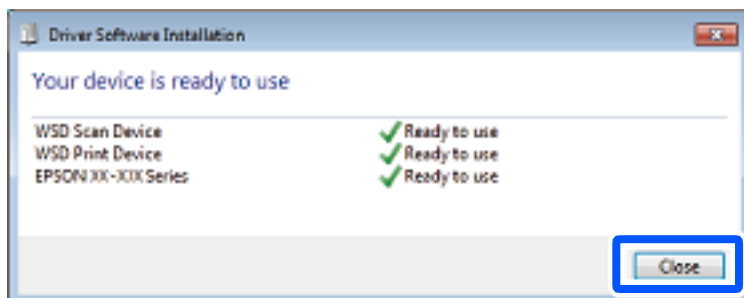 Driver Software Installation
Your device is ready to use
WSD Scan Device Ready to use
WSD Print Device Ready to use
EPSON XX-XXX Series Ready to use
Close